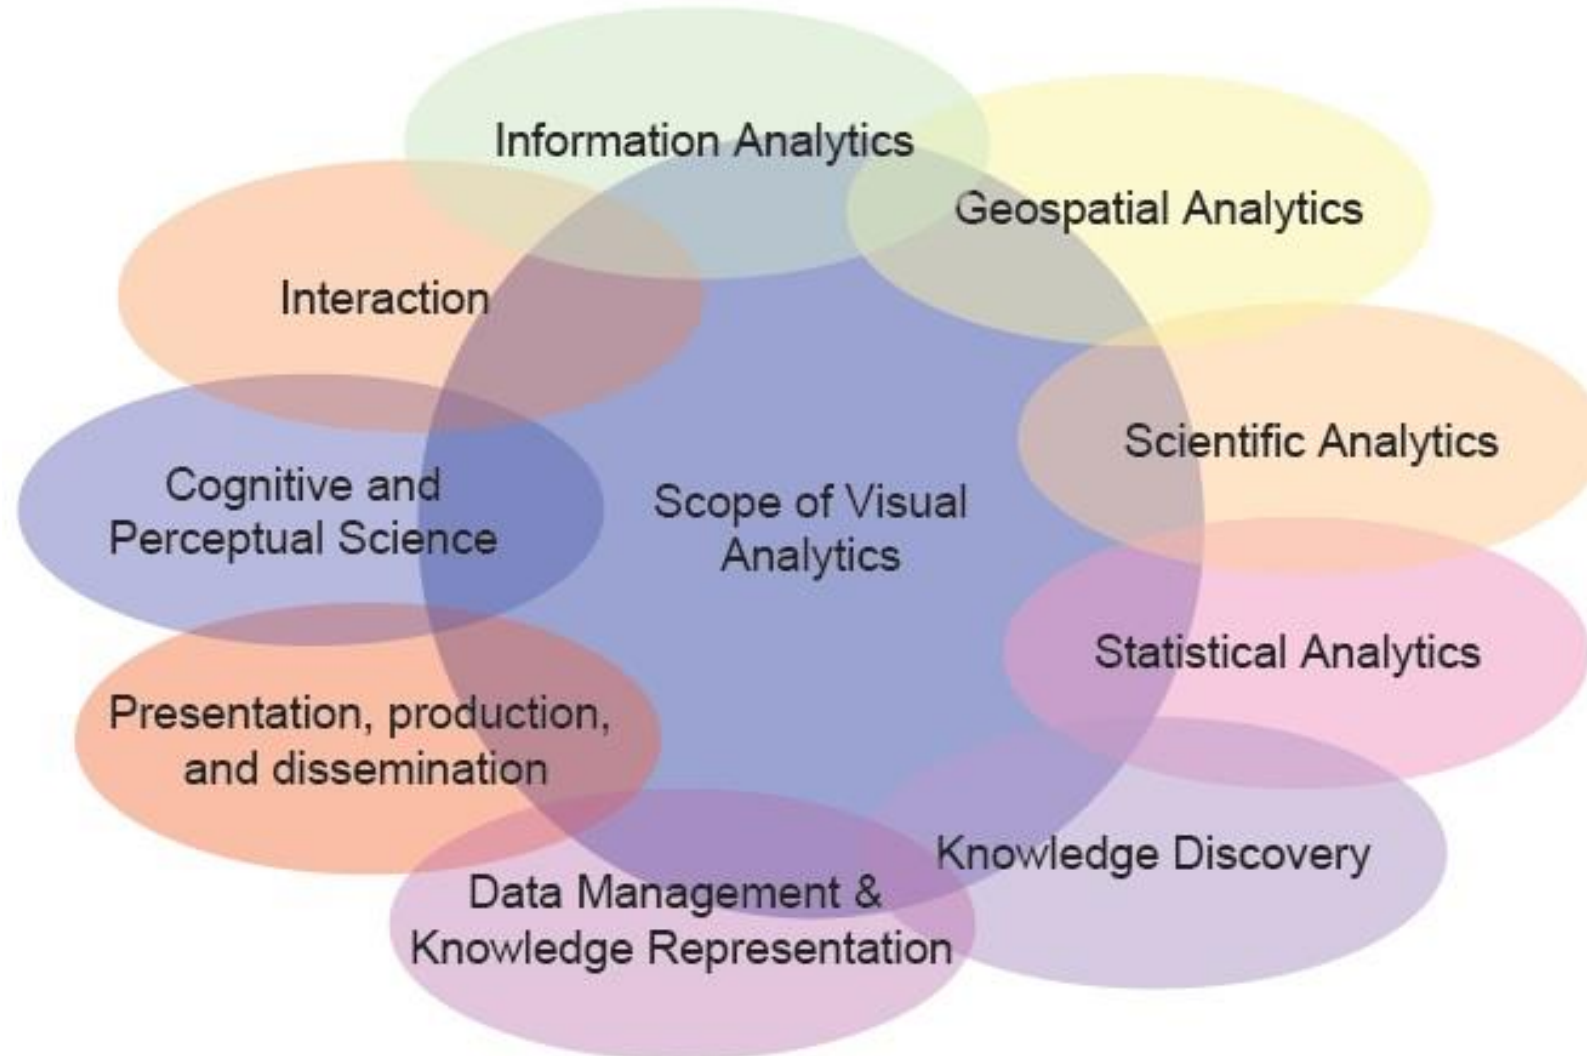 Information Analytics
Geospatial Analytics
Interaction
Scientific Analytics
Cognitive and
Perceptual Science
Scope of Visual
Analytics
Statistical Analytics
Presentation, production,
and dissemination
Knowledge Discovery
Data Management &
Knowledge Representation